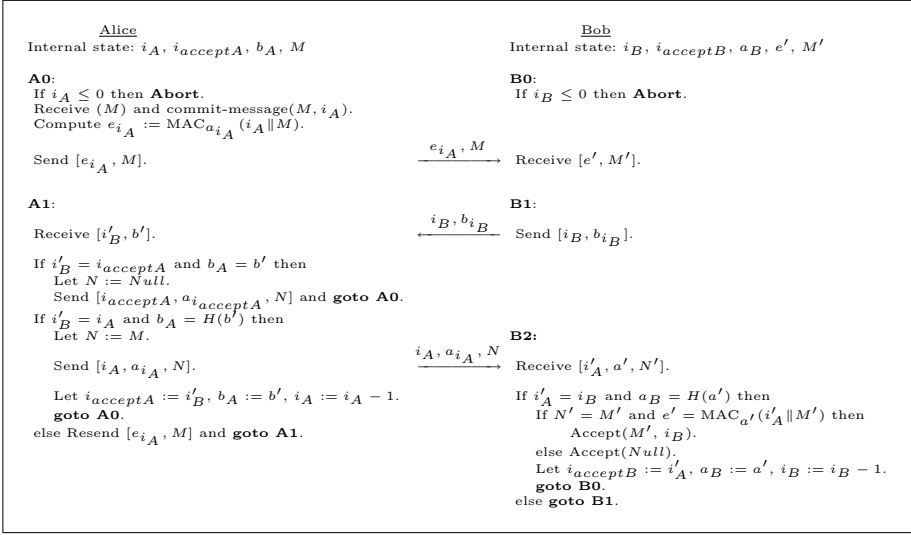 Alice
Internal state: i_A, i_acceptA, b_A, M
A0:
If i_A ≤ 0 then Abort.
Receive (M) and commit-message(M, i_A).
Compute e_{i_A} := MAC_{a_{i_A}}(i_A‖M).
Send [e_{i_A}, M].
e_{i_A}, M
A1:
Receive [i′_B, b′].
i_B, b_{i_B}
If i′_B = i_acceptA and b_A = b′ then
Let N := Null.
Send [i_acceptA, a_{i_acceptA}, N] and goto A0.
If i′_B = i_A and b_A = H(b′) then
Let N := M.
Send [i_A, a_{i_A}, N].
i_A, a_{i_A}, N
Let i_acceptA := i′_B, b_A := b′, i_A := i_A − 1.
goto A0.
else Resend [e_{i_A}, M] and goto A1.
Bob
Internal state: i_B, i_acceptB, a_B, e′, M′
B0:
If i_B ≤ 0 then Abort.
Receive [e′, M′].
B1:
Send [i_B, b_{i_B}].
B2:
Receive [i′_A, a′, N′].
If i′_A = i_B and a_B = H(a′) then
If N′ = M′ and e′ = MAC_{a′}(i′_A‖M′) then
Accept(M′, i_B).
else Accept(Null).
Let i_acceptB := i′_A, a_B := a′, i_B := i_B − 1.
goto B0.
else goto B1.